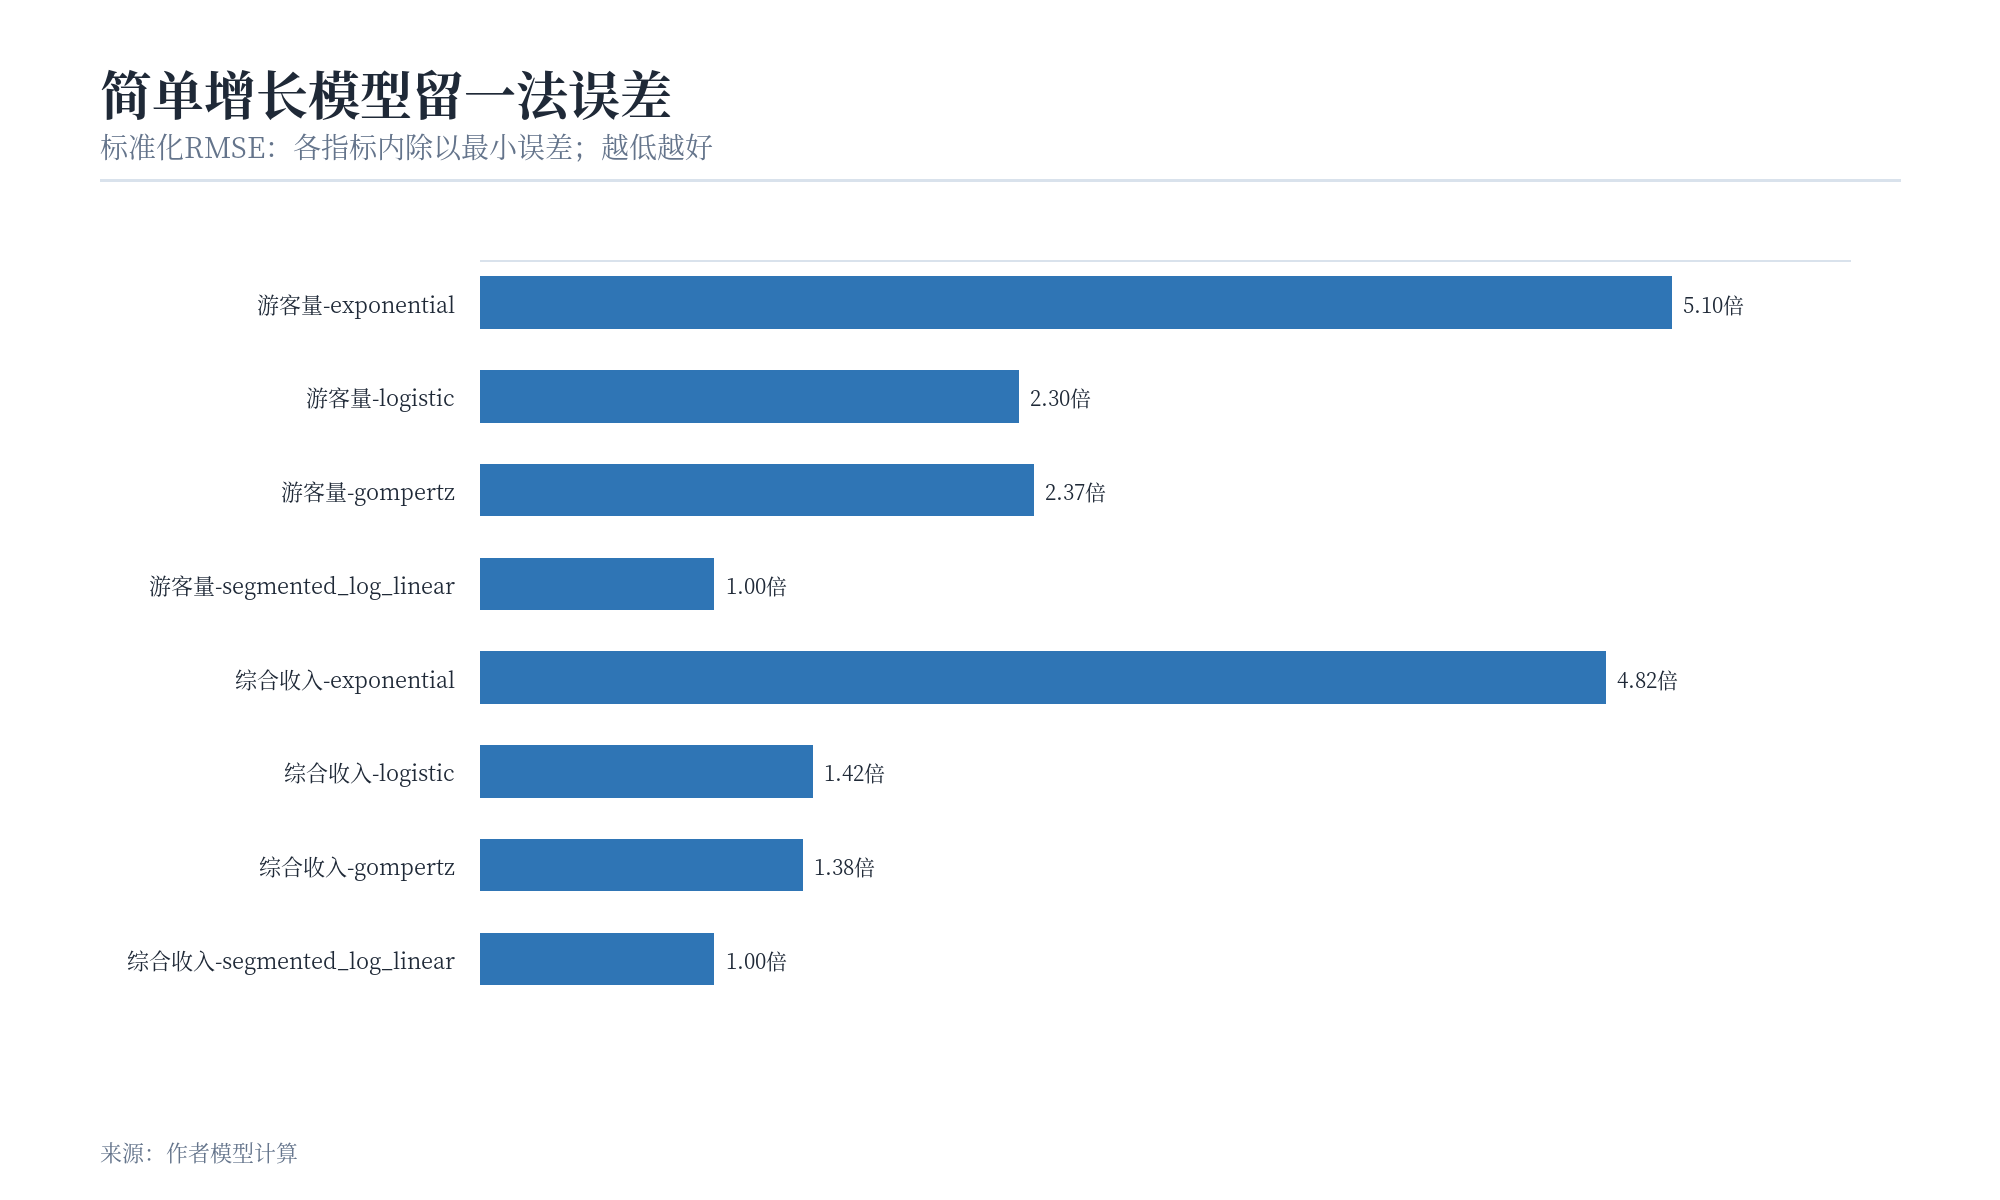 简单增长模型留一法误差
标准化RMSE：各指标内除以最小误差；越低越好
游客量-exponential 5.10倍
游客量-logistic 2.30倍
游客量-gompertz 2.37倍
游客量-segmented_log_linear 1.00倍
综合收入-exponential 4.82倍
综合收入-logistic 1.42倍
综合收入-gompertz 1.38倍
综合收入-segmented_log_linear 1.00倍
来源：作者模型计算